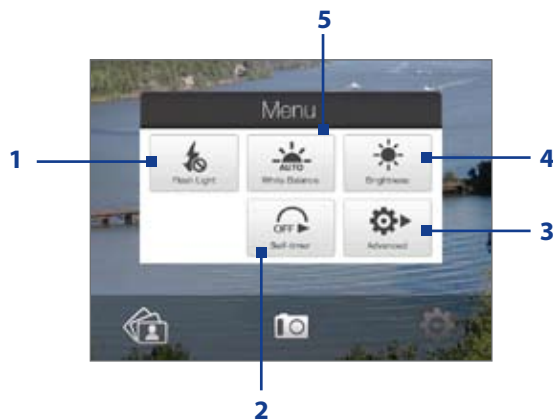 5
Menu
1
4
AUTO
Flash Light
White Balance
Brightness
OFF
3
Self-timer
Advanced
2